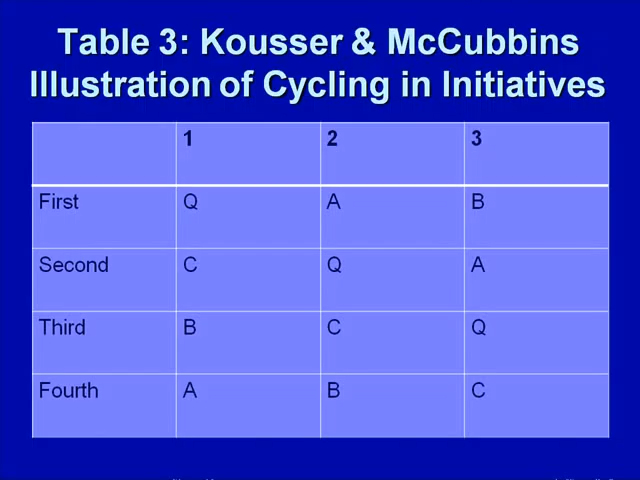 Table 3: Kousser & McCubbins
Illustration of Cycling in Initiatives
1 2 3
First Q A B
Second C Q A
Third B C Q
Fourth A B C